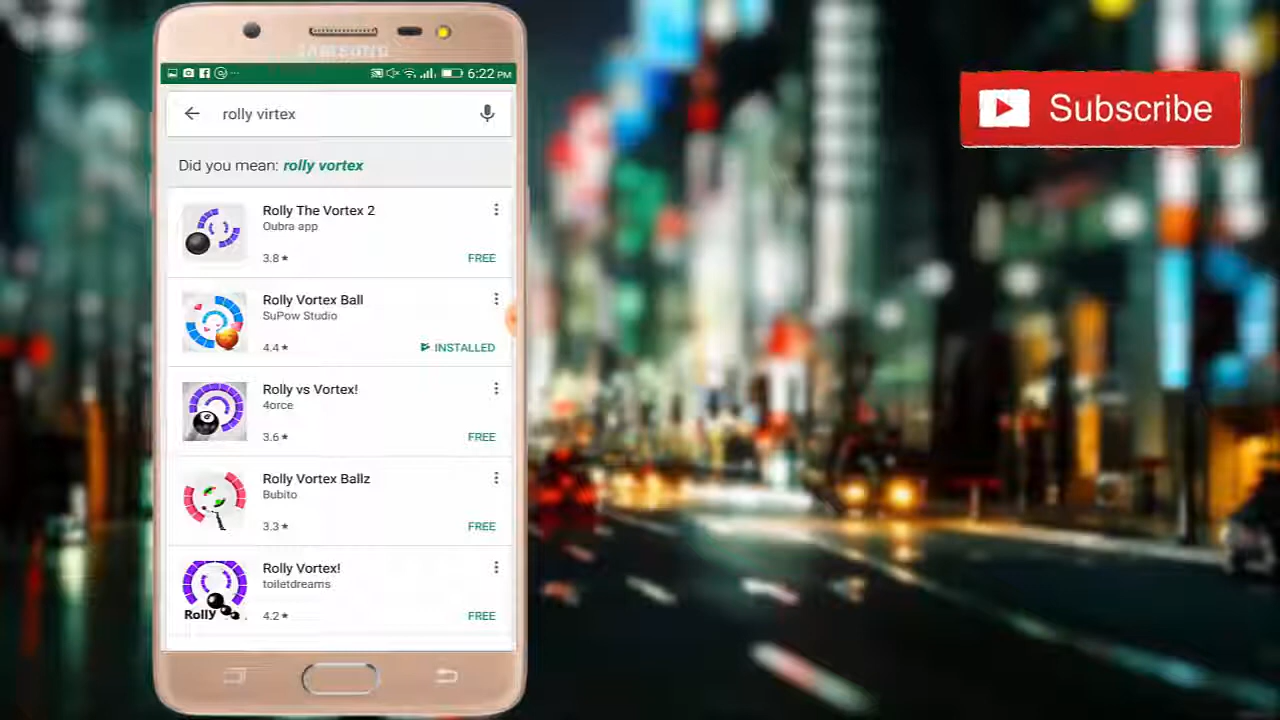 SAMSUNG
6:22 PM
rolly virtex
Did you mean: rolly vortex
Rolly The Vortex 2
Oubra app
3.8★
FREE
Rolly Vortex Ball
SuPow Studio
4.4★
INSTALLED
Rolly vs Vortex!
4orce
3.6★
FREE
Rolly Vortex Ballz
Bubito
3.3★
FREE
Rolly Vortex!
toiletdreams
Rolly
4.2★
FREE
Subscribe